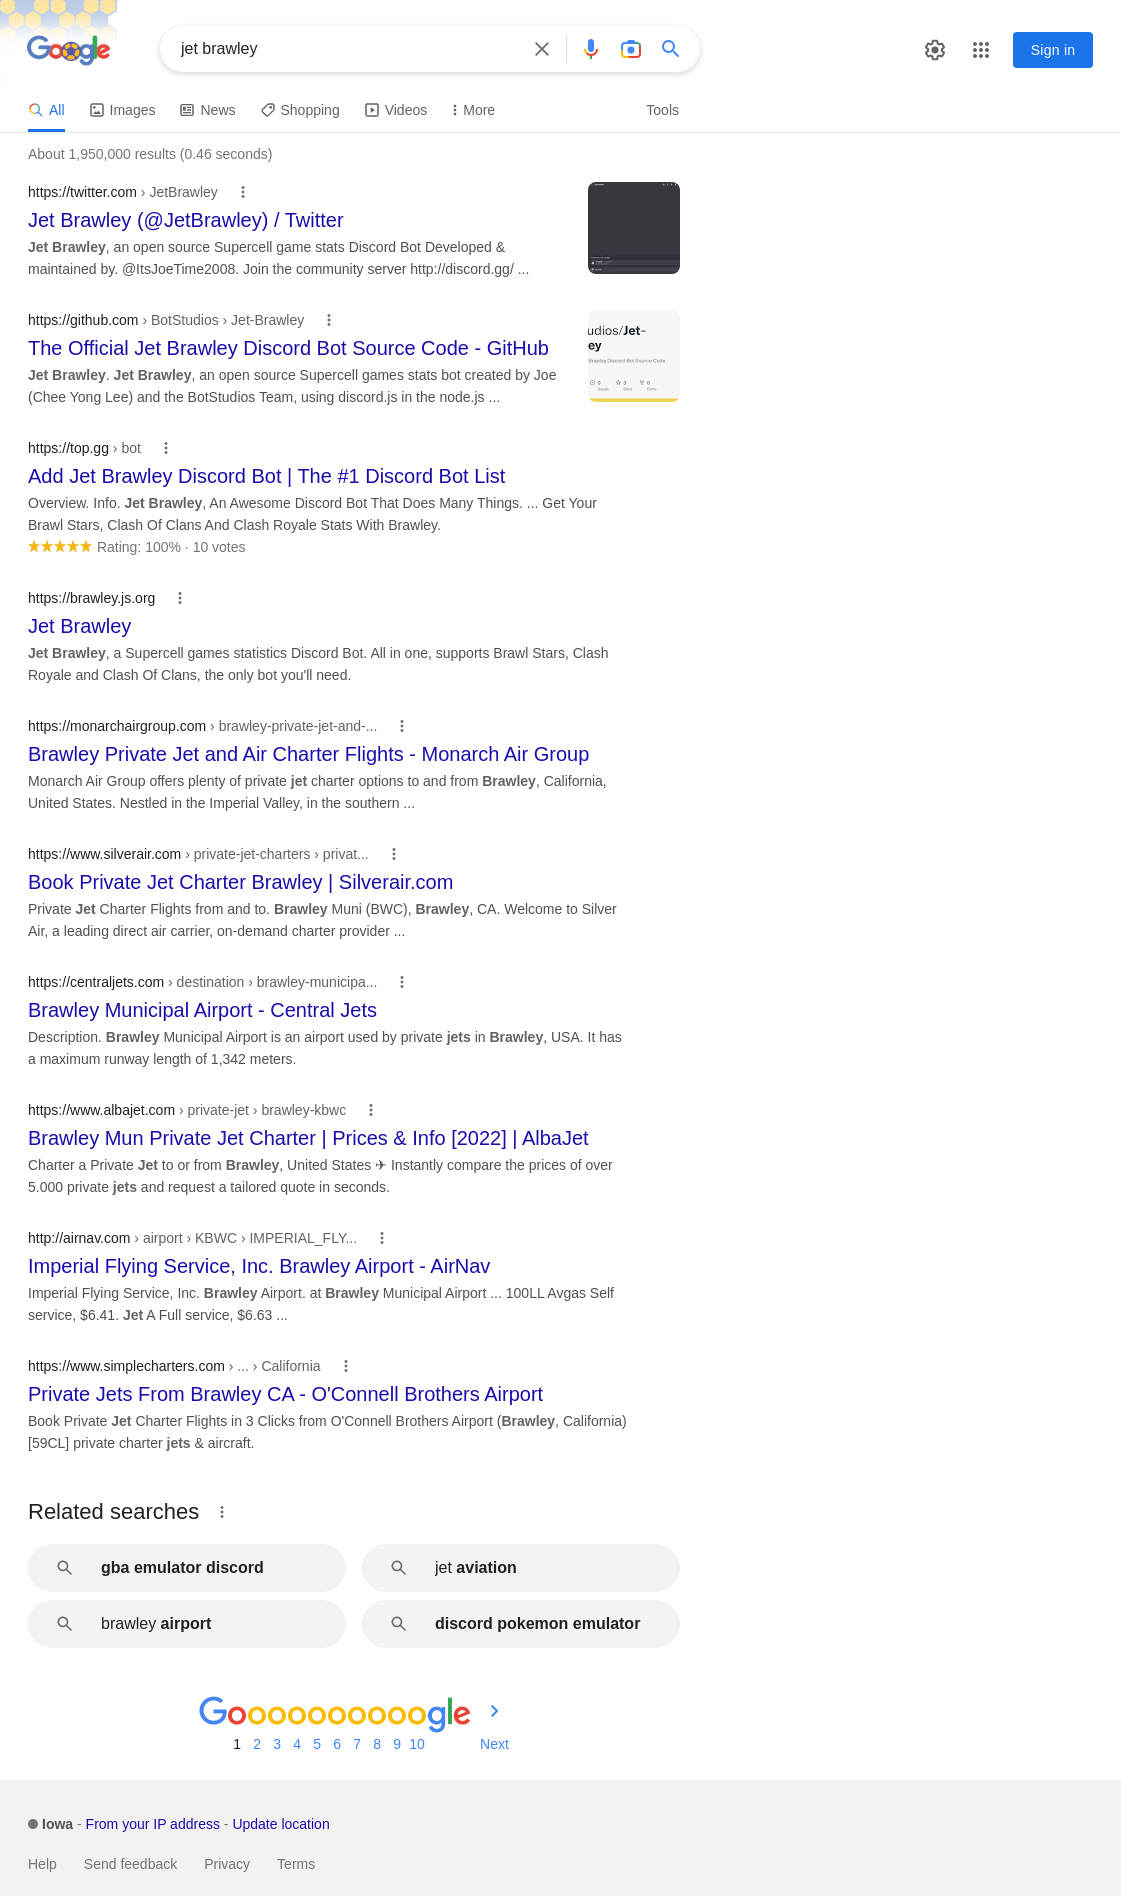 Google
jet brawley
Sign in
All
Images
News
Shopping
Videos
More
Tools
About 1,950,000 results (0.46 seconds)
https://twitter.com › JetBrawley
Jet Brawley (@JetBrawley) / Twitter
Jet Brawley, an open source Supercell game stats Discord Bot Developed &
maintained by. @ItsJoeTime2008. Join the community server http://discord.gg/ ...
https://github.com › BotStudios › Jet-Brawley
The Official Jet Brawley Discord Bot Source Code - GitHub
Jet Brawley. Jet Brawley, an open source Supercell games stats bot created by Joe
(Chee Yong Lee) and the BotStudios Team, using discord.js in the node.js ...
udios/Jet-
ey
Brawley Discord Bot Source Code
0 3 0
Issues Stars Forks
https://top.gg › bot
Add Jet Brawley Discord Bot | The #1 Discord Bot List
Overview. Info. Jet Brawley, An Awesome Discord Bot That Does Many Things. ... Get Your
Brawl Stars, Clash Of Clans And Clash Royale Stats With Brawley.
★★★★★ Rating: 100% · 10 votes
https://brawley.js.org
Jet Brawley
Jet Brawley, a Supercell games statistics Discord Bot. All in one, supports Brawl Stars, Clash
Royale and Clash Of Clans, the only bot you'll need.
https://monarchairgroup.com › brawley-private-jet-and-...
Brawley Private Jet and Air Charter Flights - Monarch Air Group
Monarch Air Group offers plenty of private jet charter options to and from Brawley, California,
United States. Nestled in the Imperial Valley, in the southern ...
https://www.silverair.com › private-jet-charters › privat...
Book Private Jet Charter Brawley | Silverair.com
Private Jet Charter Flights from and to. Brawley Muni (BWC), Brawley, CA. Welcome to Silver
Air, a leading direct air carrier, on-demand charter provider ...
https://centraljets.com › destination › brawley-municipa...
Brawley Municipal Airport - Central Jets
Description. Brawley Municipal Airport is an airport used by private jets in Brawley, USA. It has
a maximum runway length of 1,342 meters.
https://www.albajet.com › private-jet › brawley-kbwc
Brawley Mun Private Jet Charter | Prices & Info [2022] | AlbaJet
Charter a Private Jet to or from Brawley, United States ✈ Instantly compare the prices of over
5.000 private jets and request a tailored quote in seconds.
http://airnav.com › airport › KBWC › IMPERIAL_FLY...
Imperial Flying Service, Inc. Brawley Airport - AirNav
Imperial Flying Service, Inc. Brawley Airport. at Brawley Municipal Airport ... 100LL Avgas Self
service, $6.41. Jet A Full service, $6.63 ...
https://www.simplecharters.com › ... › California
Private Jets From Brawley CA - O'Connell Brothers Airport
Book Private Jet Charter Flights in 3 Clicks from O'Connell Brothers Airport (Brawley, California)
[59CL] private charter jets & aircraft.
Related searches
gba emulator discord
jet aviation
brawley airport
discord pokemon emulator
Goooooooooogle
1 2 3 4 5 6 7 8 9 10 Next
Iowa - From your IP address - Update location
Help Send feedback Privacy Terms